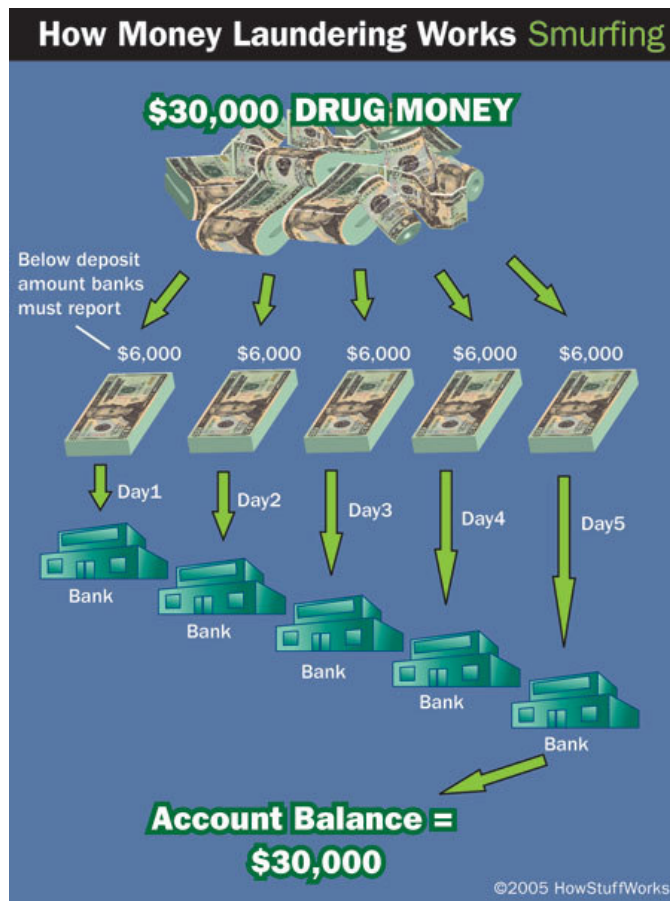 How Money Laundering Works Smurfing
$30,000 DRUG MONEY
Below deposit
amount banks
must report
$6,000 $6,000 $6,000 $6,000 $6,000
Day1
Day2
Day3
Day4
Day5
Bank
Bank
Bank
Bank
Bank
Account Balance =
$30,000
©2005 HowStuffWorks